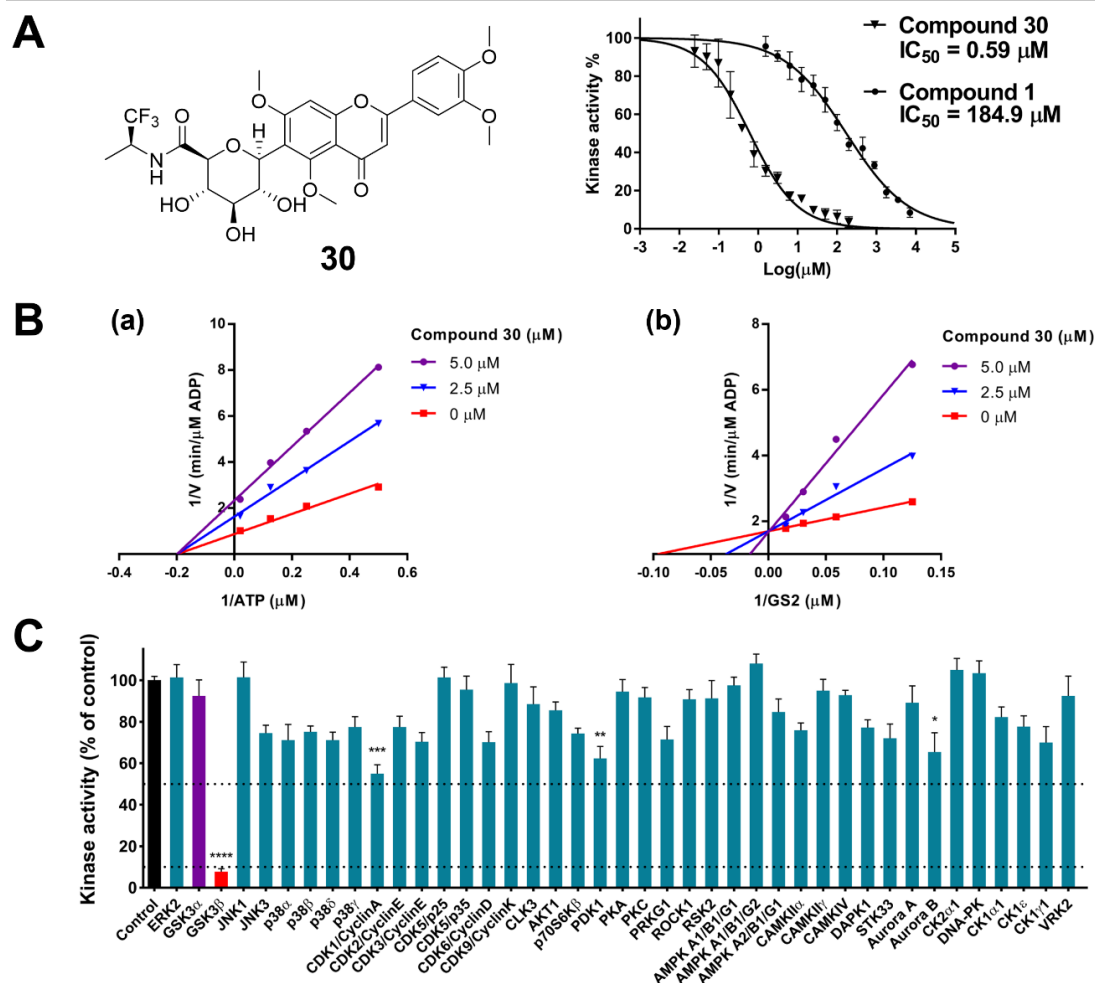 A
O
O
O
O
O
O
O
O
O
N
H
CF3
H
HO
OH
OH
30
Kinase activity %
100
80
60
40
20
0
-3 -2 -1 0 1 2 3 4 5
Log(μM)
Compound 30
IC50 = 0.59 μM
Compound 1
IC50 = 184.9 μM
B
(a)
1/V (min/μM ADP)
10
8
6
4
2
-0.4 -0.2 0.0 0.2 0.4 0.6
1/ATP (μM)
Compound 30 (μM)
5.0 μM
2.5 μM
0 μM
(b)
1/V (min/μM ADP)
8
6
4
2
-0.10 -0.05 0.00 0.05 0.10 0.15
1/GS2 (μM)
Compound 30 (μM)
5.0 μM
2.5 μM
0 μM
C
Kinase activity (% of control)
100
80
60
40
20
0
****
***
**
*
Control
ERK2
GSK3α
GSK3β
JNK1
JNK3
p38α
p38β
p38δ
p38γ
CDK1/CyclinA
CDK2/CyclinE
CDK3/CyclinE
CDK5/p25
CDK5/p35
CDK6/CyclinD
CDK9/CyclinK
CLK3
AKT1
p70S6Kβ
PDK1
PKA
PKC
PRKG1
ROCK1
RSK2
AMPK A1/B1/G1
AMPK A1/B1/G2
AMPK A2/B1/G1
CAMKIIα
CAMKIIγ
CAMKIV
DAPK1
STK33
Aurora A
Aurora B
CK2α1
DNA-PK
CK1α1
CK1ε
CK1γ1
VRK2